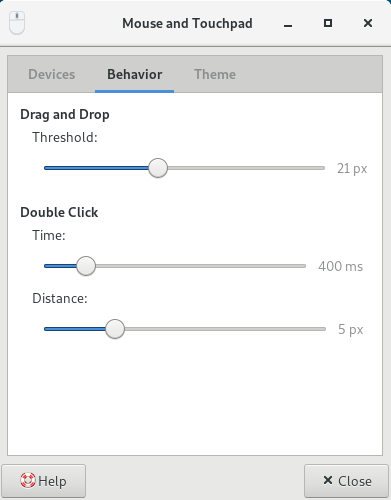 Mouse and Touchpad
Devices Behavior Theme
Drag and Drop
Threshold:
21 px
Double Click
Time:
400 ms
Distance:
5 px
Help Close